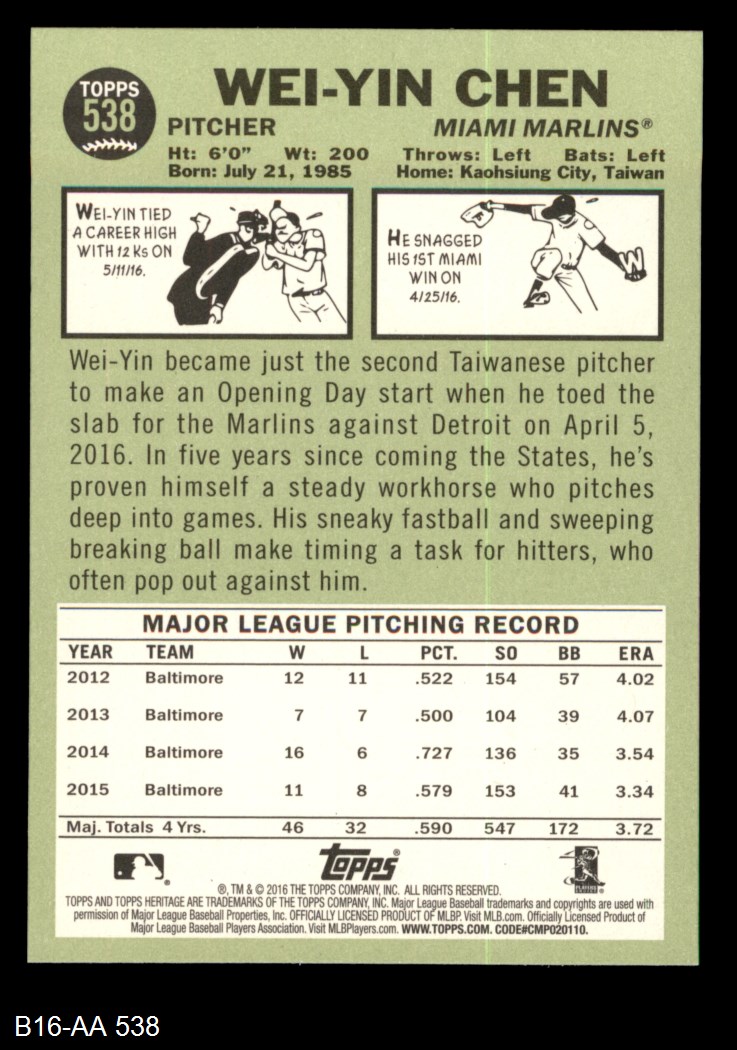 TOPPS
538
WEI-YIN CHEN
PITCHER MIAMI MARLINS®
Ht: 6'0" Wt: 200 Throws: Left Bats: Left
Born: July 21, 1985 Home: Kaohsiung City, Taiwan
WEI-YIN TIED
A CAREER HIGH
WITH 12 Ks ON
5/11/16.
HE SNAGGED
HIS 1ST MIAMI
WIN ON
4/25/16.
W
Wei-Yin became just the second Taiwanese pitcher
to make an Opening Day start when he toed the
slab for the Marlins against Detroit on April 5,
2016. In five years since coming the States, he's
proven himself a steady workhorse who pitches
deep into games. His sneaky fastball and sweeping
breaking ball make timing a task for hitters, who
often pop out against him.
MAJOR LEAGUE PITCHING RECORD
YEAR TEAM W L PCT. SO BB ERA
2012 Baltimore 12 11 .522 154 57 4.02
2013 Baltimore 7 7 .500 104 39 4.07
2014 Baltimore 16 6 .727 136 35 3.54
2015 Baltimore 11 8 .579 153 41 3.34
Maj. Totals 4 Yrs. 46 32 .590 547 172 3.72
Topps®
®, TM & © 2016 THE TOPPS COMPANY, INC. ALL RIGHTS RESERVED.
TOPPS AND TOPPS HERITAGE ARE TRADEMARKS OF THE TOPPS COMPANY, INC. Major League Baseball trademarks and copyrights are used with
permission of Major League Baseball Properties, Inc. OFFICIALLY LICENSED PRODUCT OF MLBP. Visit MLB.com. Officially Licensed Product of
Major League Baseball Players Association. Visit MLBPlayers.com. WWW.TOPPS.COM. CODE#CMP020110.
B16-AA 538